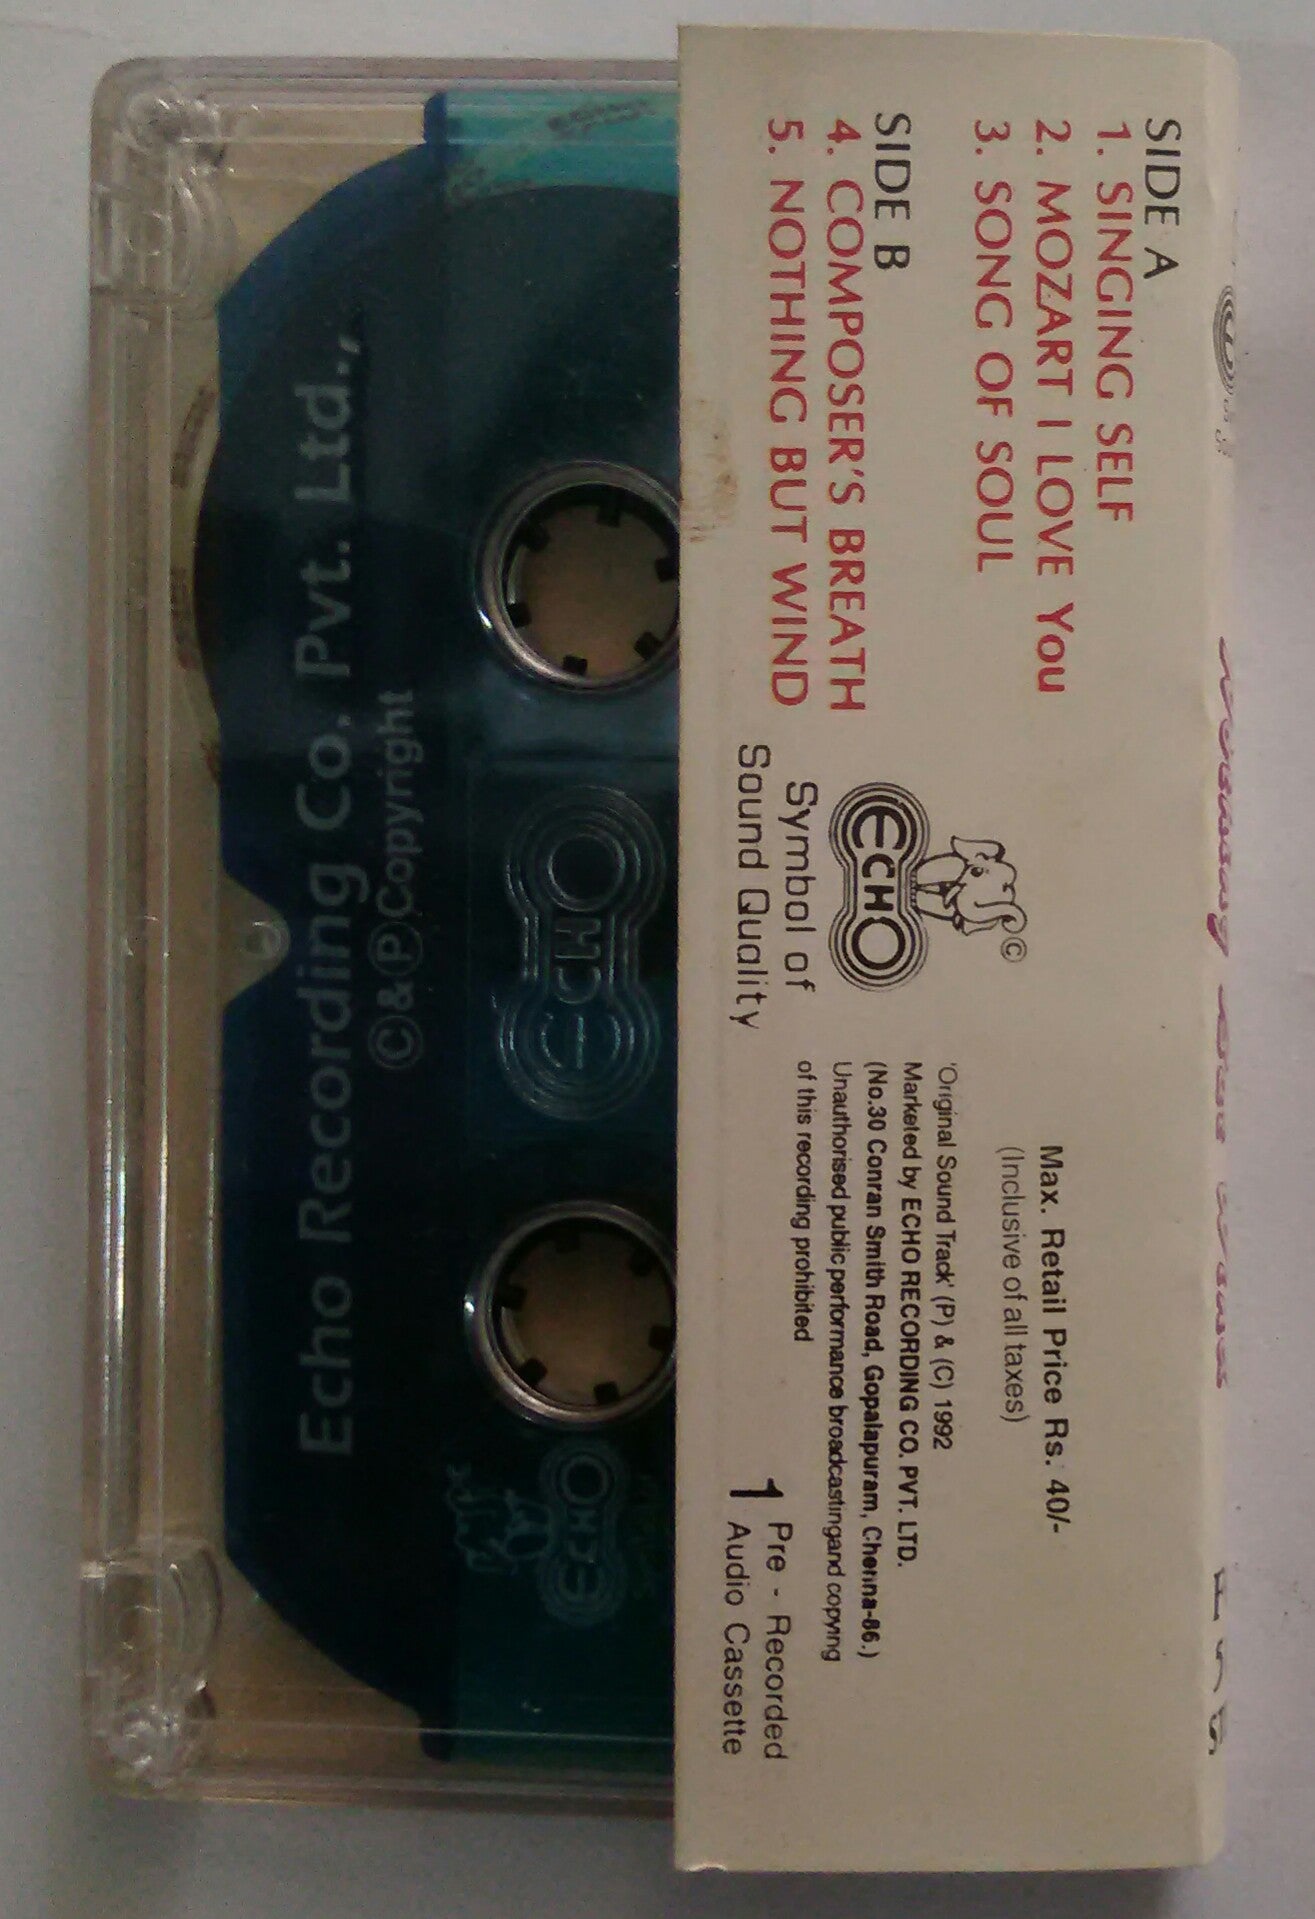 SIDE A
1. SINGING SELF
2. MOZART I LOVE You
3. SONG OF SOUL
SIDE B
4. COMPOSER'S BREATH
5. NOTHING BUT WIND
©
ECHO
Symbol of
Sound Quality
Max. Retail Price Rs. 40/-
(Inclusive of all taxes)
'Original Sound Track' (P) & (C) 1992
Marketed by ECHO RECORDING CO. PVT. LTD.
(No.30 Conran Smith Road, Gopalapuram, Chenna-86.)
Unauthorised public performance broadcastingand copying
of this recording prohibited
1 Pre - Recorded
Audio Cassette
ECHO
ECHO
©&℗Copyright
Echo Recording Co. Pvt. Ltd.,